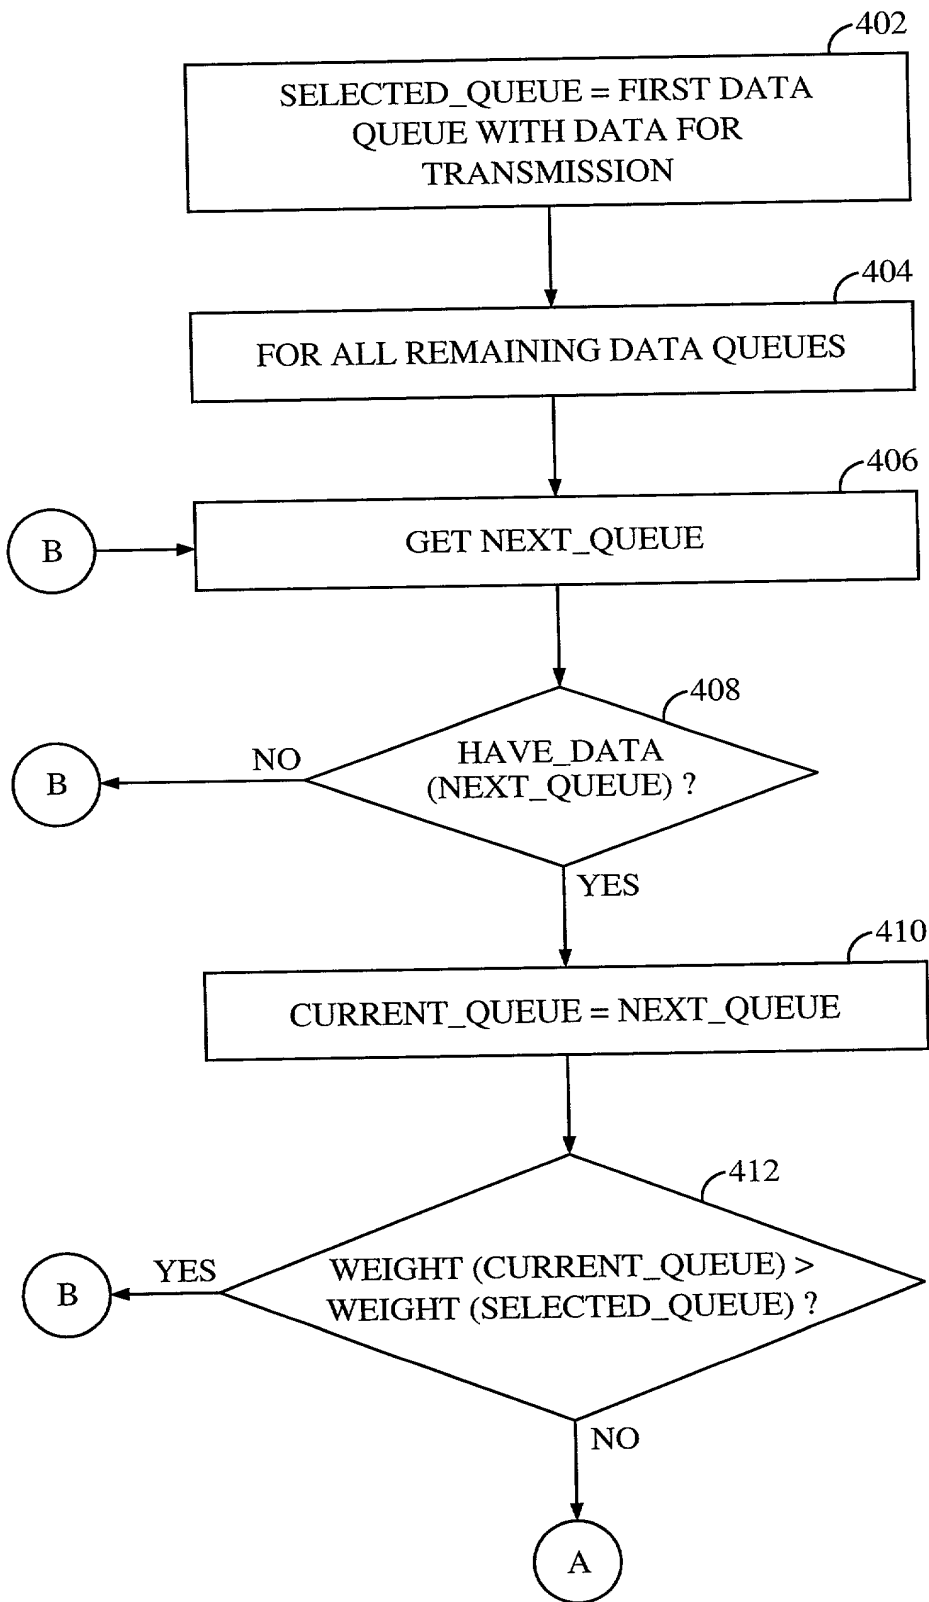 402
SELECTED_QUEUE = FIRST DATA
QUEUE WITH DATA FOR
TRANSMISSION
404
FOR ALL REMAINING DATA QUEUES
406
B
GET NEXT_QUEUE
408
HAVE_DATA
(NEXT_QUEUE) ?
NO
B
YES
410
CURRENT_QUEUE = NEXT_QUEUE
412
WEIGHT (CURRENT_QUEUE) >
WEIGHT (SELECTED_QUEUE) ?
YES
B
NO
A